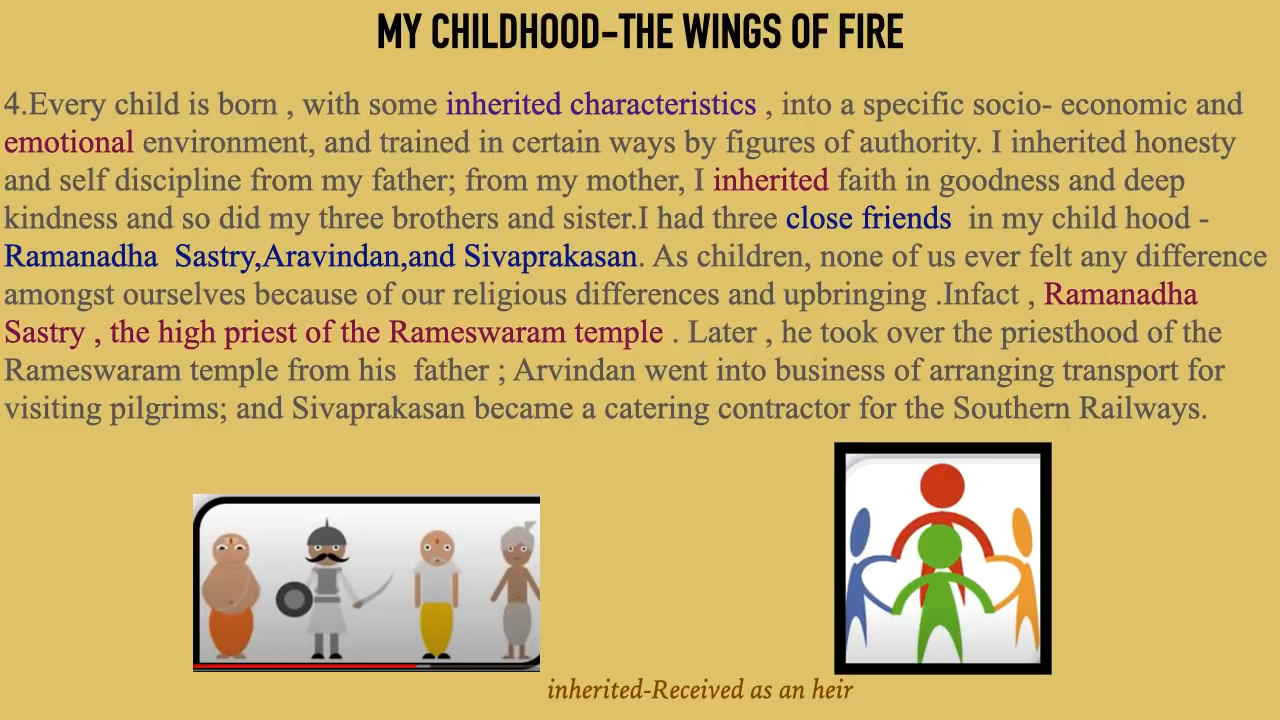 MY CHILDHOOD-THE WINGS OF FIRE
4.Every child is born , with some inherited characteristics , into a specific socio- economic and
emotional environment, and trained in certain ways by figures of authority. I inherited honesty
and self discipline from my father; from my mother, I inherited faith in goodness and deep
kindness and so did my three brothers and sister.I had three close friends  in my child hood -
Ramanadha  Sastry,Aravindan,and Sivaprakasan. As children, none of us ever felt any difference
amongst ourselves because of our religious differences and upbringing .Infact , Ramanadha
Sastry , the high priest of the Rameswaram temple . Later , he took over the priesthood of the
Rameswaram temple from his  father ; Arvindan went into business of arranging transport for
visiting pilgrims; and Sivaprakasan became a catering contractor for the Southern Railways.
inherited-Received as an heir